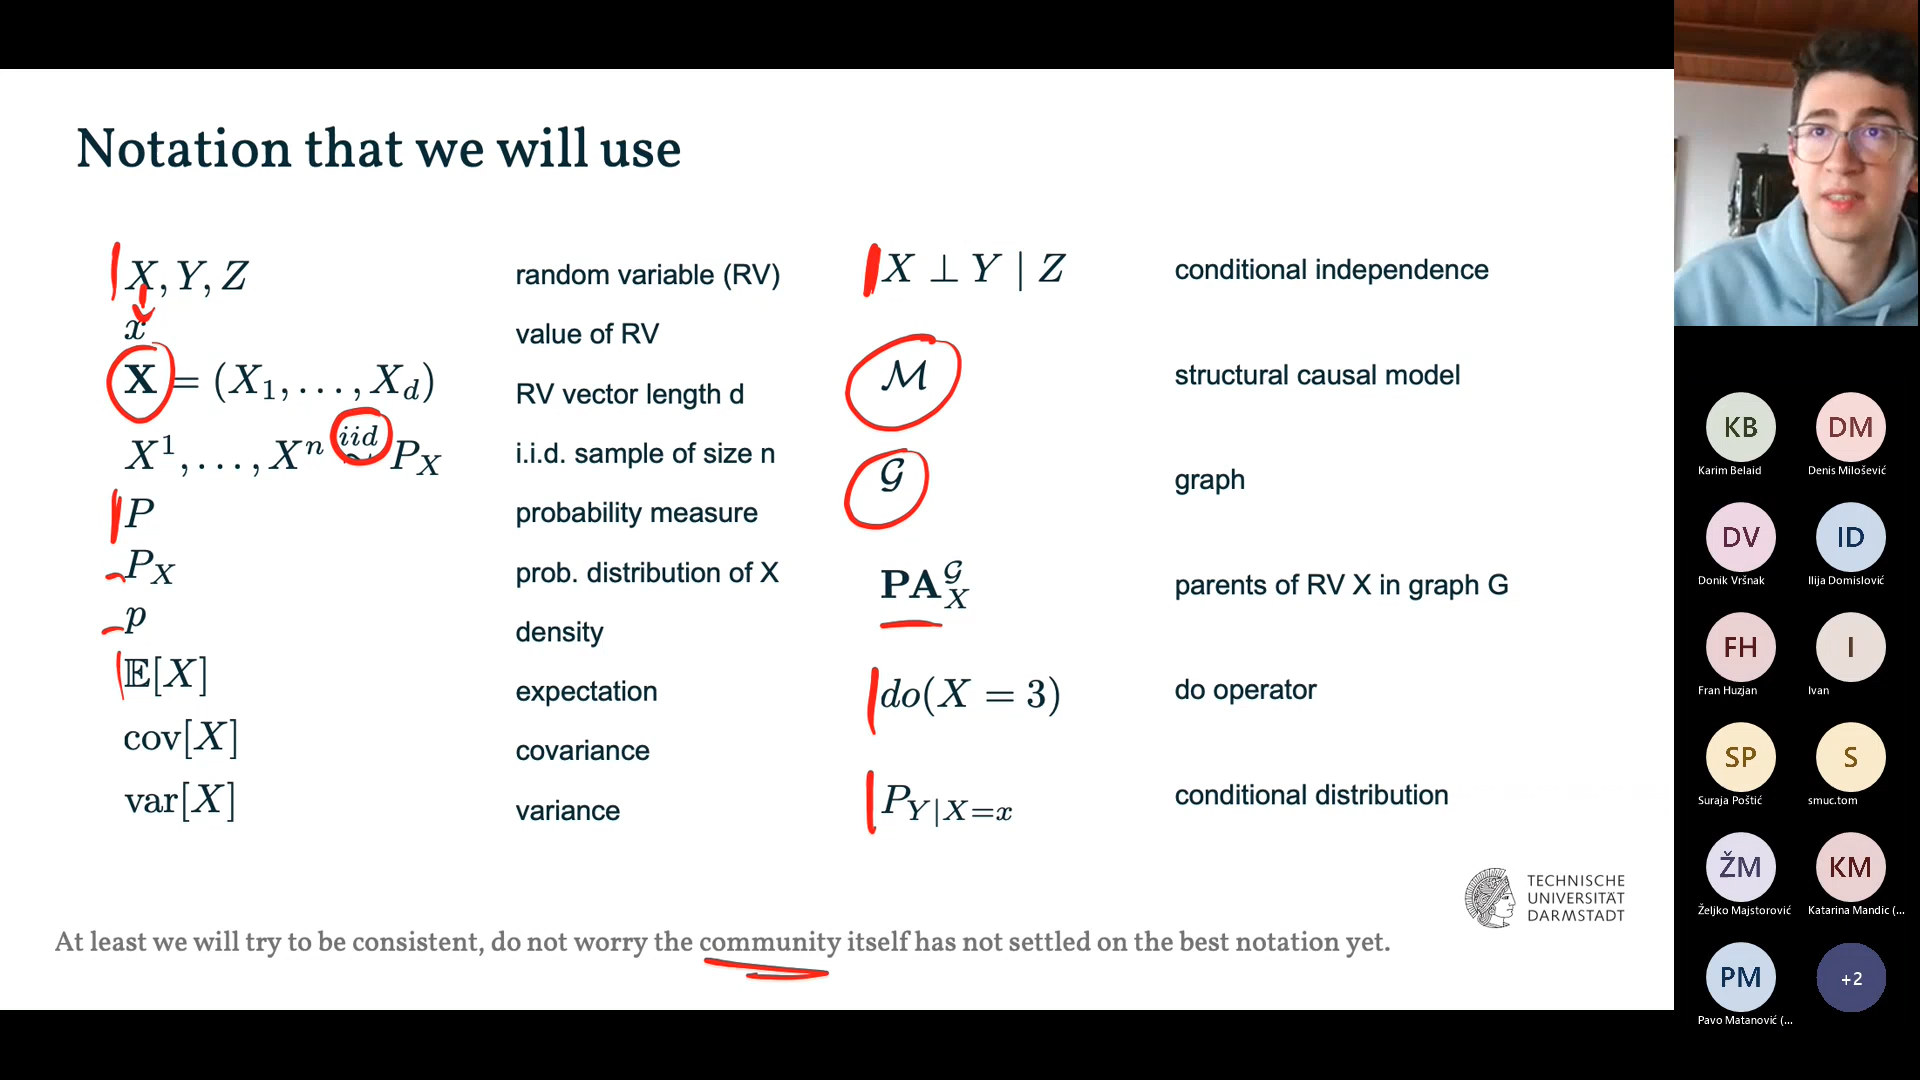 Notation that we will use
X, Y, Z random variable (RV)
x value of RV
X = (X₁, . . . , X_d) RV vector length d
X¹, . . . , Xⁿ iid ~ P_X i.i.d. sample of size n
P probability measure
P_X prob. distribution of X
p density
𝔼[X] expectation
cov[X] covariance
var[X] variance
X ⊥ Y | Z conditional independence
ℳ structural causal model
𝒢 graph
PA_X^𝒢 parents of RV X in graph G
do(X = 3) do operator
P_{Y|X=x} conditional distribution
TECHNISCHE
UNIVERSITÄT
DARMSTADT
At least we will try to be consistent, do not worry the community itself has not settled on the best notation yet.
KB DM
Karim Belaid Denis Milošević
DV ID
Donik Vršnak Ilija Domislović
FH I
Fran Huzjan Ivan
SP S
Suraja Poštić smuc.tom
ŽM KM
Željko Majstorović Katarina Mandic (...
PM +2
Pavo Matanović (...